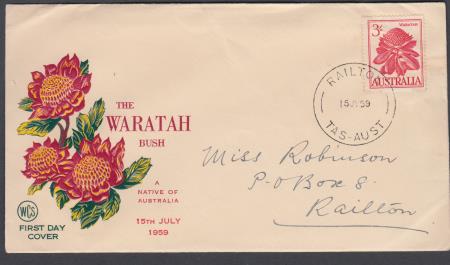 WARATAH
3/-
AUSTRALIA
RAILTON
15 JY 59
TAS-AUST
THE
WARATAH
BUSH
A
NATIVE OF
AUSTRALIA
15TH JULY
1959
WCS
FIRST DAY
COVER
Miss Robinson
P-O Box 8.
Railton